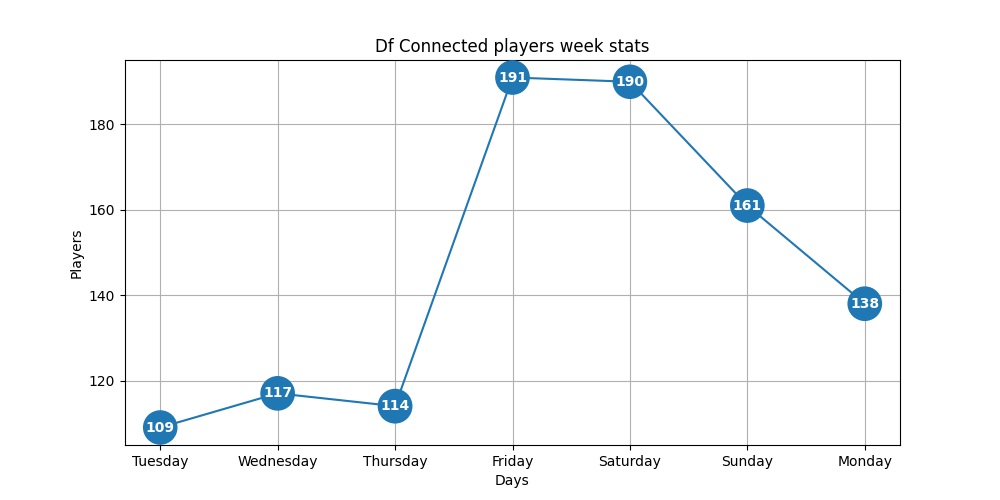 Df Connected players week stats
191
190
180
161
160
Players
140
138
120
117
114
109
Tuesday Wednesday Thursday Friday Saturday Sunday Monday
Days